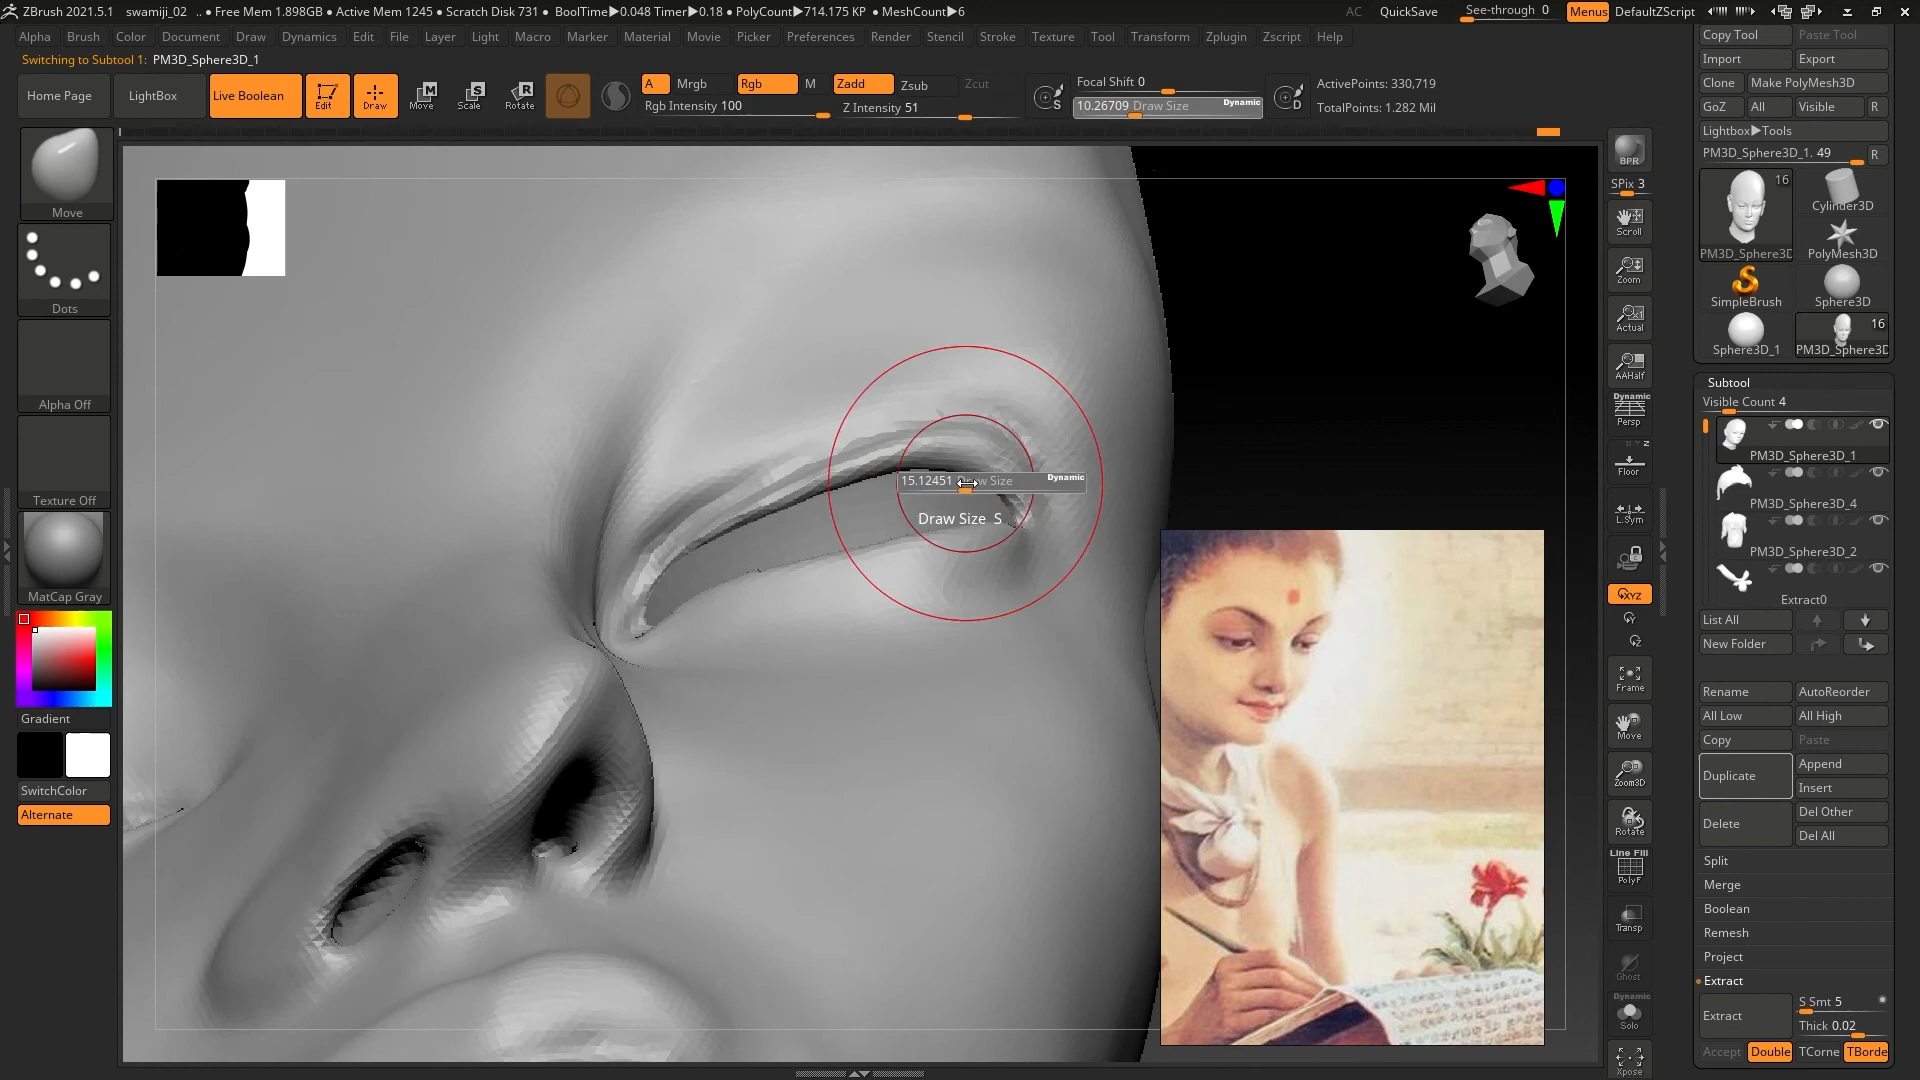 ZBrush 2021.5.1 swamiji_02 .. ● Free Mem 1.898GB ● Active Mem 1245 ● Scratch Disk 731 ● BoolTime▶0.048 Timer▶0.18 ● PolyCount▶714.175 KP ● MeshCount▶6 AC QuickSave See-through 0 Menus DefaultZScript
Alpha Brush Color Document Draw Dynamics Edit File Layer Light Macro Marker Material Movie Picker Preferences Render Stencil Stroke Texture Tool Transform Zplugin Zscript Help
Switching to Subtool 1: PM3D_Sphere3D_1
Home Page LightBox Live Boolean Edit Draw Move Scale Rotate
A Mrgb Rgb M Zadd Zsub Zcut
Rgb Intensity 100 Z Intensity 51
S Focal Shift 0
10.26709 Draw Size Dynamic
D ActivePoints: 330,719
TotalPoints: 1.282 Mil
Move
Dots
Alpha Off
Texture Off
MatCap Gray
Gradient
SwitchColor
Alternate
15.12451 Draw Size Dynamic
Draw Size S
BPR
SPix 3
Scroll
Zoom
Actual
AAHalf
Dynamic
Persp
Floor
L.Sym
XYZ
Frame
Move
Zoom3D
Rotate
Line Fill
PolyF
Transp
Ghost
Dynamic
Solo
Xpose
Copy Tool Paste Tool
Import Export
Clone Make PolyMesh3D
GoZ All Visible R
Lightbox▶Tools
PM3D_Sphere3D_1. 49 R
16
Cylinder3D
PM3D_Sphere3D PolyMesh3D
SimpleBrush Sphere3D
16
Sphere3D_1 PM3D_Sphere3D
Subtool
Visible Count 4
PM3D_Sphere3D_1
PM3D_Sphere3D_4
PM3D_Sphere3D_2
Extract0
List All
New Folder
Rename AutoReorder
All Low All High
Copy Paste
Duplicate Append
Insert
Delete Del Other
Del All
Split
Merge
Boolean
Remesh
Project
Extract
Extract S Smt 5
Thick 0.02
Accept Double TCorne TBorde